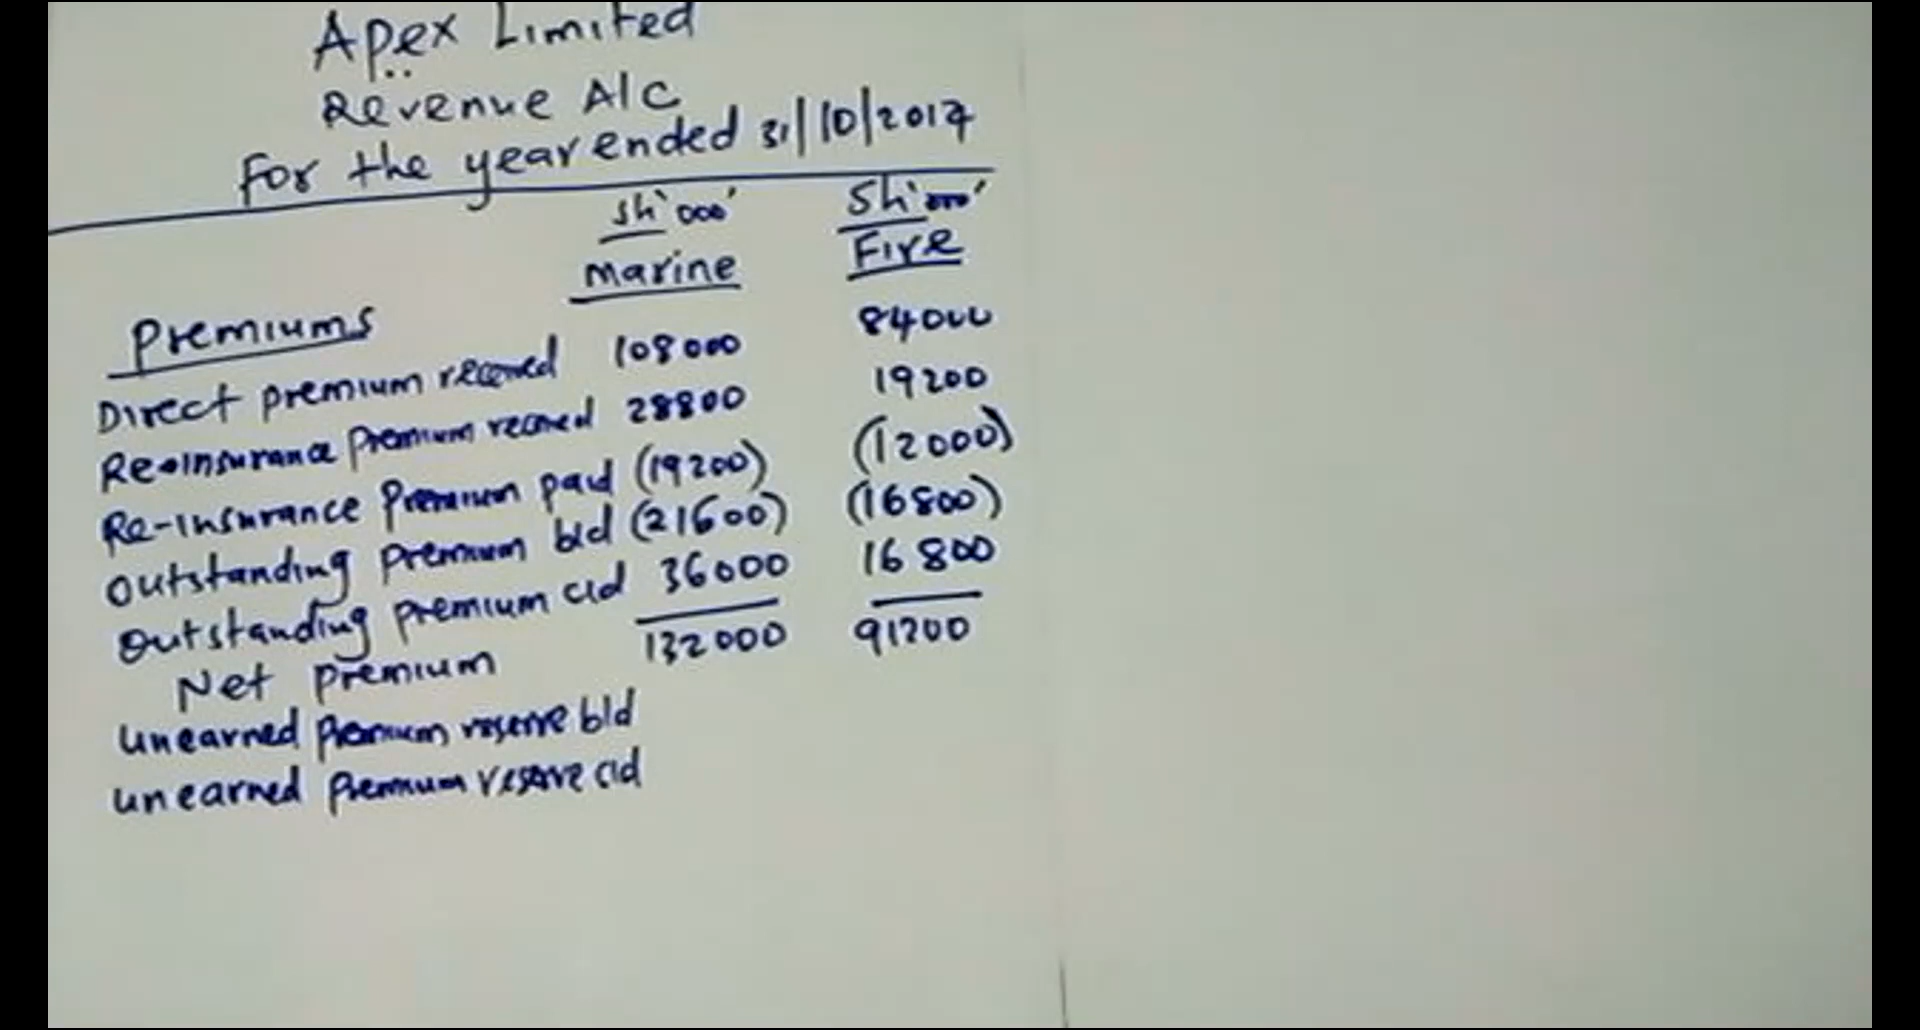 Apex Limited
Revenue A/C
For the year ended 31/10/2017
sh'000' Sh'000'
Marine Fire
Premiums
Direct premium received 108000 84000
Re-insurance premium received 28800 19200
Re-insurance premium paid (19200) (12000)
Outstanding premium b/d (21600) (16800)
Outstanding premium c/d 36000 16800
Net premium 132000 91200
Unearned premium reserve b/d
Unearned premium reserve c/d